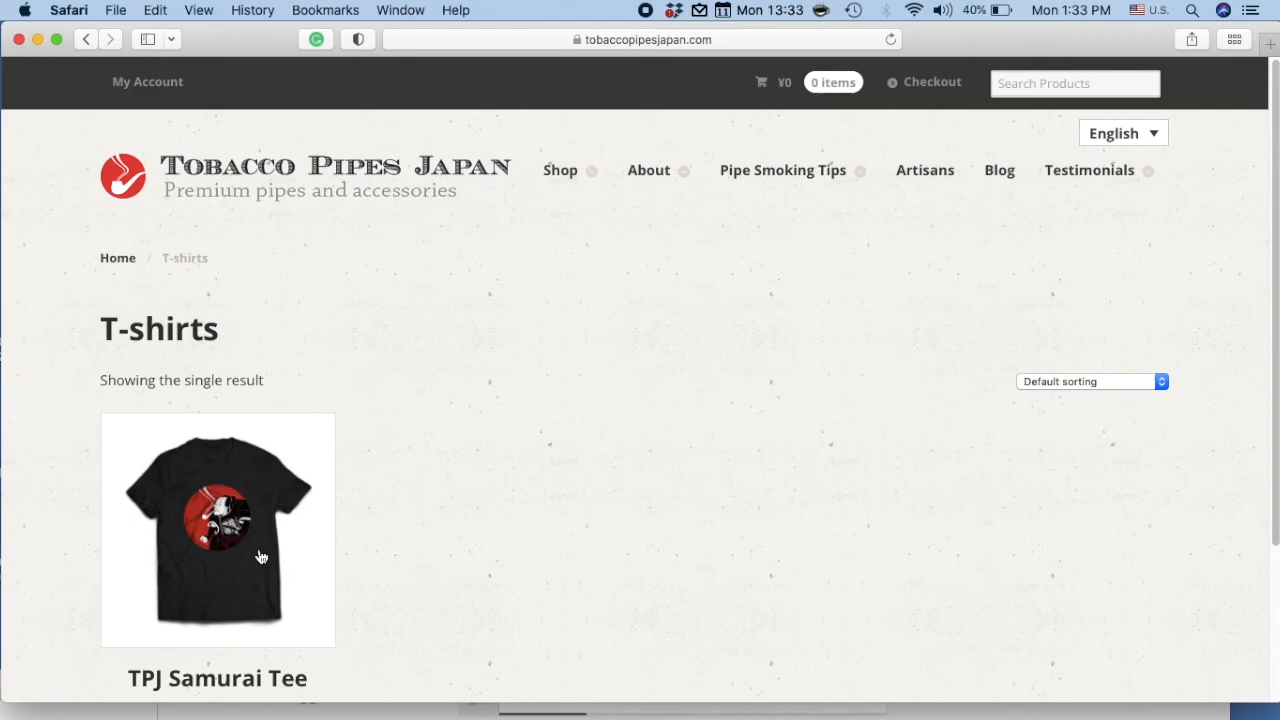 Safari File Edit View History Bookmarks Window Help 11 Mon 13:33 40% Mon 1:33 PM U.S.
tobaccopipesjapan.com
My Account ¥0 0 items Checkout Search Products
English
TOBACCO PIPES JAPAN
Premium pipes and accessories
Shop About Pipe Smoking Tips Artisans Blog Testimonials
Home / T-shirts
T-shirts
Showing the single result Default sorting
TPJ Samurai Tee